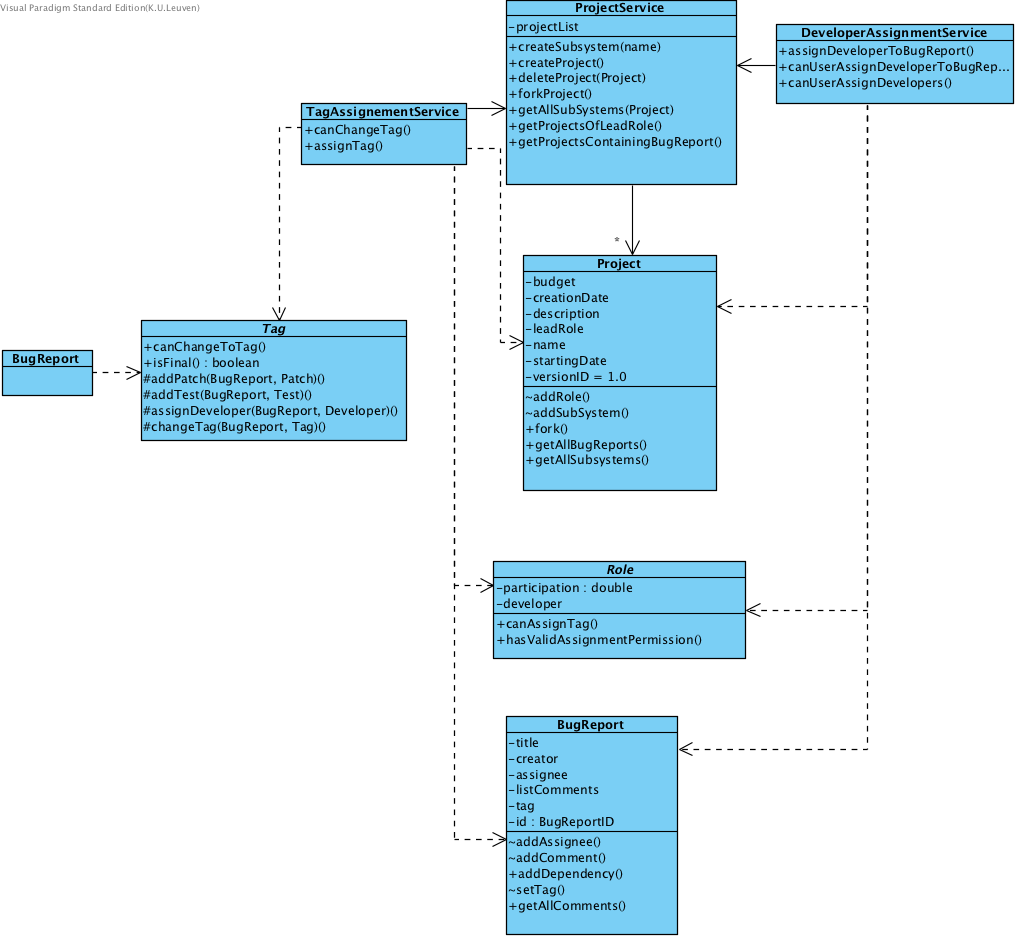 Visual Paradigm Standard Edition(K.U.Leuven)
ProjectService
-projectList
+createSubsystem(name)
+createProject()
+deleteProject(Project)
+forkProject()
+getAllSubSystems(Project)
+getProjectsOfLeadRole()
+getProjectsContainingBugReport()
DeveloperAssignmentService
+assignDeveloperToBugReport()
+canUserAssignDeveloperToBugRep...
+canUserAssignDevelopers()
TagAssignementService
+canChangeTag()
+assignTag()
*
Project
-budget
-creationDate
-description
-leadRole
-name
-startingDate
-versionID = 1.0
~addRole()
~addSubSystem()
+fork()
+getAllBugReports()
+getAllSubsystems()
Tag
+canChangeToTag()
+isFinal() : boolean
#addPatch(BugReport, Patch)()
#addTest(BugReport, Test)()
#assignDeveloper(BugReport, Developer)()
#changeTag(BugReport, Tag)()
BugReport
Role
-participation : double
-developer
+canAssignTag()
+hasValidAssignmentPermission()
BugReport
-title
-creator
-assignee
-listComments
-tag
-id : BugReportID
~addAssignee()
~addComment()
+addDependency()
~setTag()
+getAllComments()